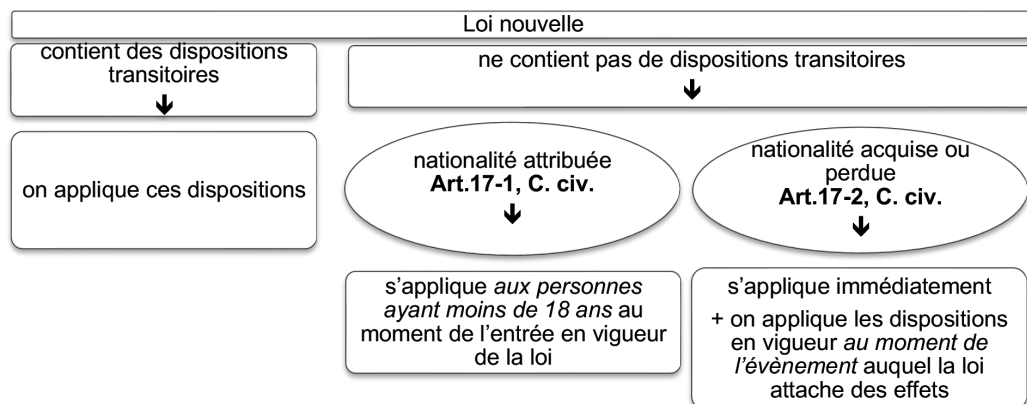 Loi nouvelle
contient des dispositions
transitoires
↓
on applique ces dispositions
ne contient pas de dispositions transitoires
↓
nationalité attribuée
Art.17-1, C. civ.
↓
s’applique aux personnes
ayant moins de 18 ans au
moment de l’entrée en vigueur
de la loi
nationalité acquise ou
perdue
Art.17-2, C. civ.
↓
s’applique immédiatement
+ on applique les dispositions
en vigueur au moment de
l’évènement auquel la loi
attache des effets